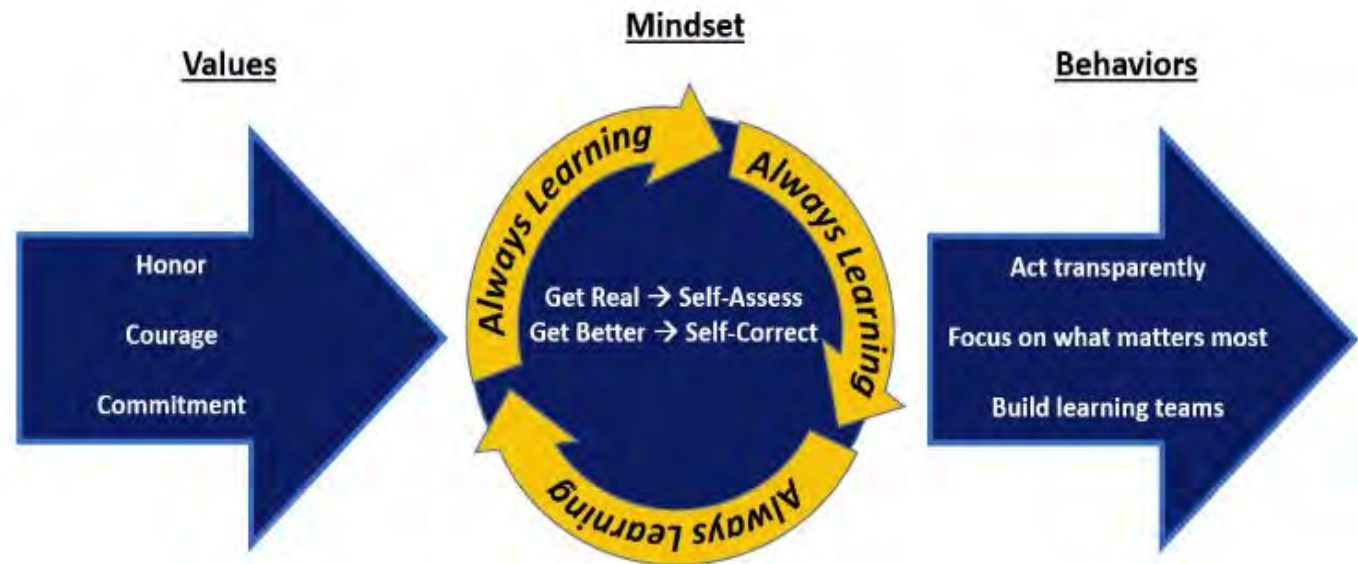 Values
Honor
Courage
Commitment
Mindset
Always Learning
Always Learning
Always Learning
Get Real → Self-Assess
Get Better → Self-Correct
Behaviors
Act transparently
Focus on what matters most
Build learning teams